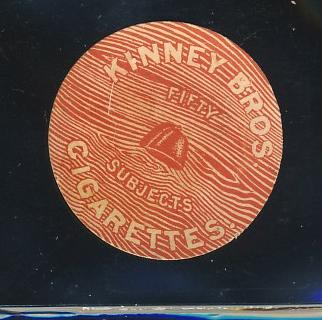 KINNEY BROS
FIFTY
SUBJECTS
CIGARETTES.